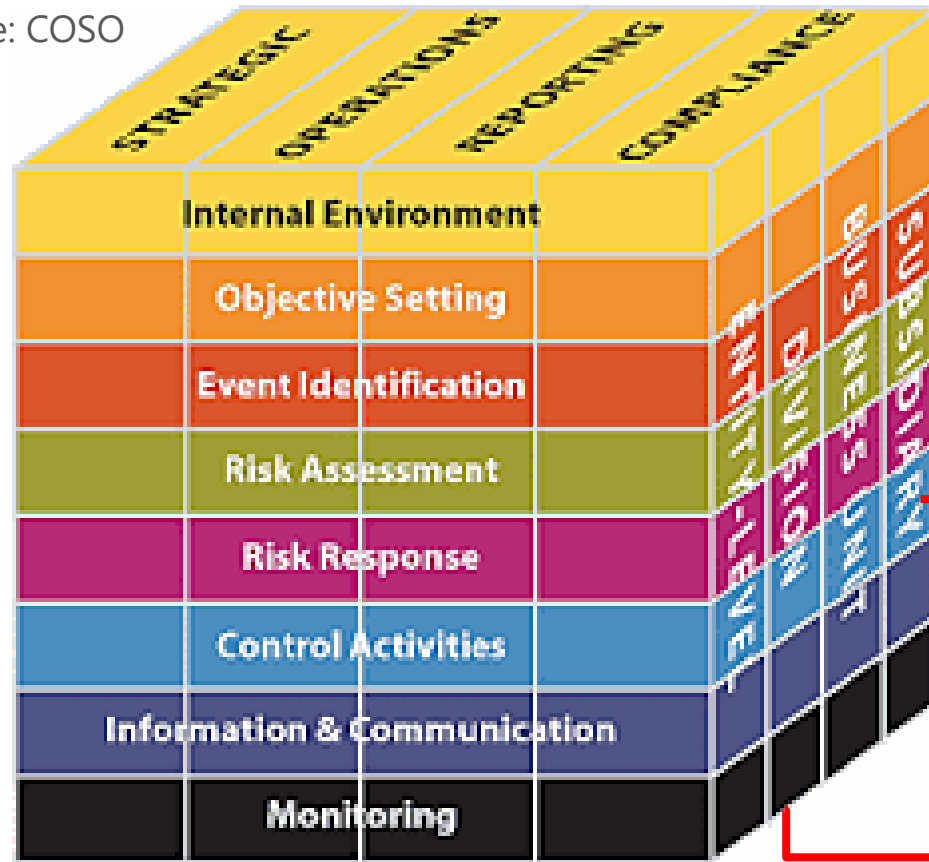 e: COSO
STRATEGIC
OPERATIONS
REPORTING
COMPLIANCE
Internal Environment
Objective Setting
Event Identification
Risk Assessment
Risk Response
Control Activities
Information & Communication
Monitoring
ENTITY-LEVEL
DIVISION
BUSINESS UNIT
SUBSIDIARY